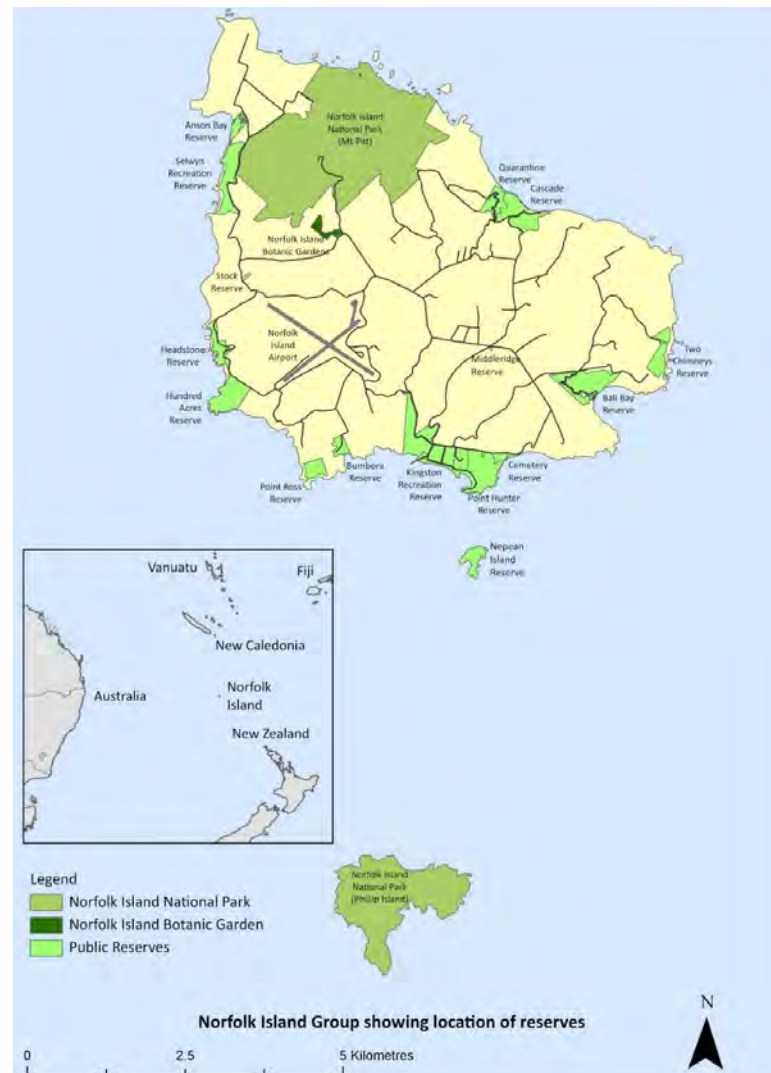 Norfolk Island
National Park
(Mt Pitt)
Anson Bay
Reserve
Selwyn
Recreation
Reserve
Quarantine
Reserve
Cascade
Reserve
Norfolk Island
Botanic Gardens
Stock
Reserve
Headstone
Reserve
Norfolk
Island
Airport
Middleridge
Reserve
Two
Chimneys
Reserve
Hundred
Acres
Reserve
Ball Bay
Reserve
Point Ross
Reserve
Bumbora
Reserve
Kingston
Recreation
Reserve
Cemetery
Reserve
Point Hunter
Reserve
Nepean
Island
Reserve
Vanuatu
Fiji
New Caledonia
Australia
Norfolk
Island
New Zealand
Norfolk Island
National Park
(Phillip Island)
Legend
Norfolk Island National Park
Norfolk Island Botanic Garden
Public Reserves
N
Norfolk Island Group showing location of reserves
0 2.5 5 Kilometres